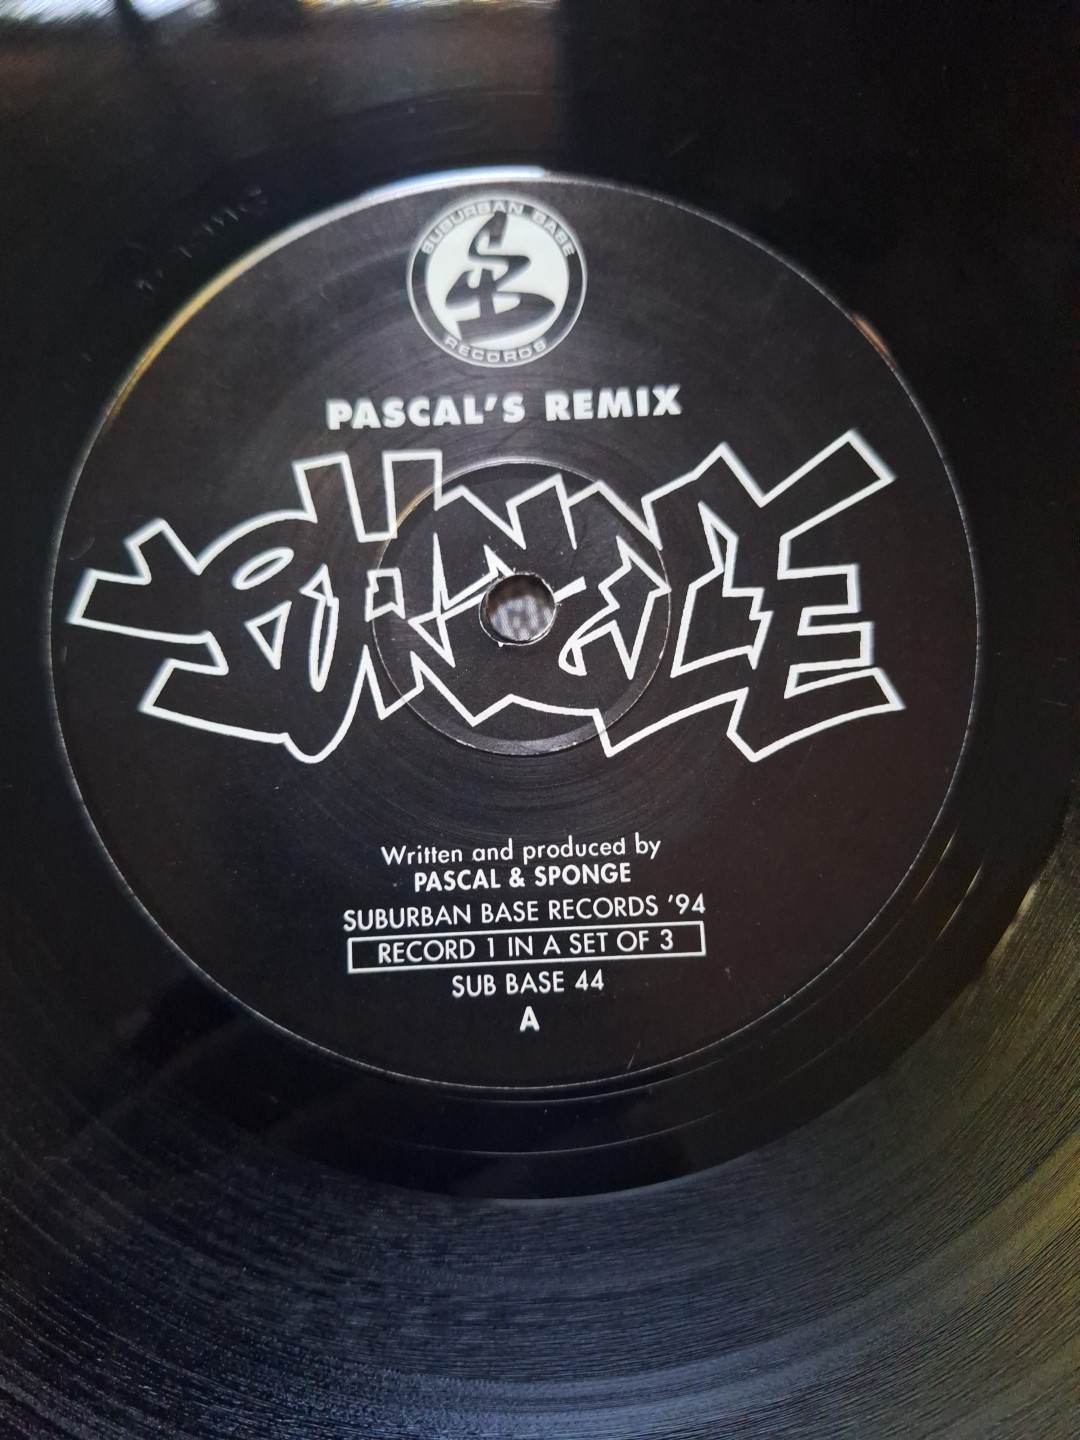 SUBURBAN BASE
SB
RECORDS
PASCAL'S REMIX
Written and produced by
PASCAL & SPONGE
SUBURBAN BASE RECORDS '94
RECORD 1 IN A SET OF 3
SUB BASE 44
A